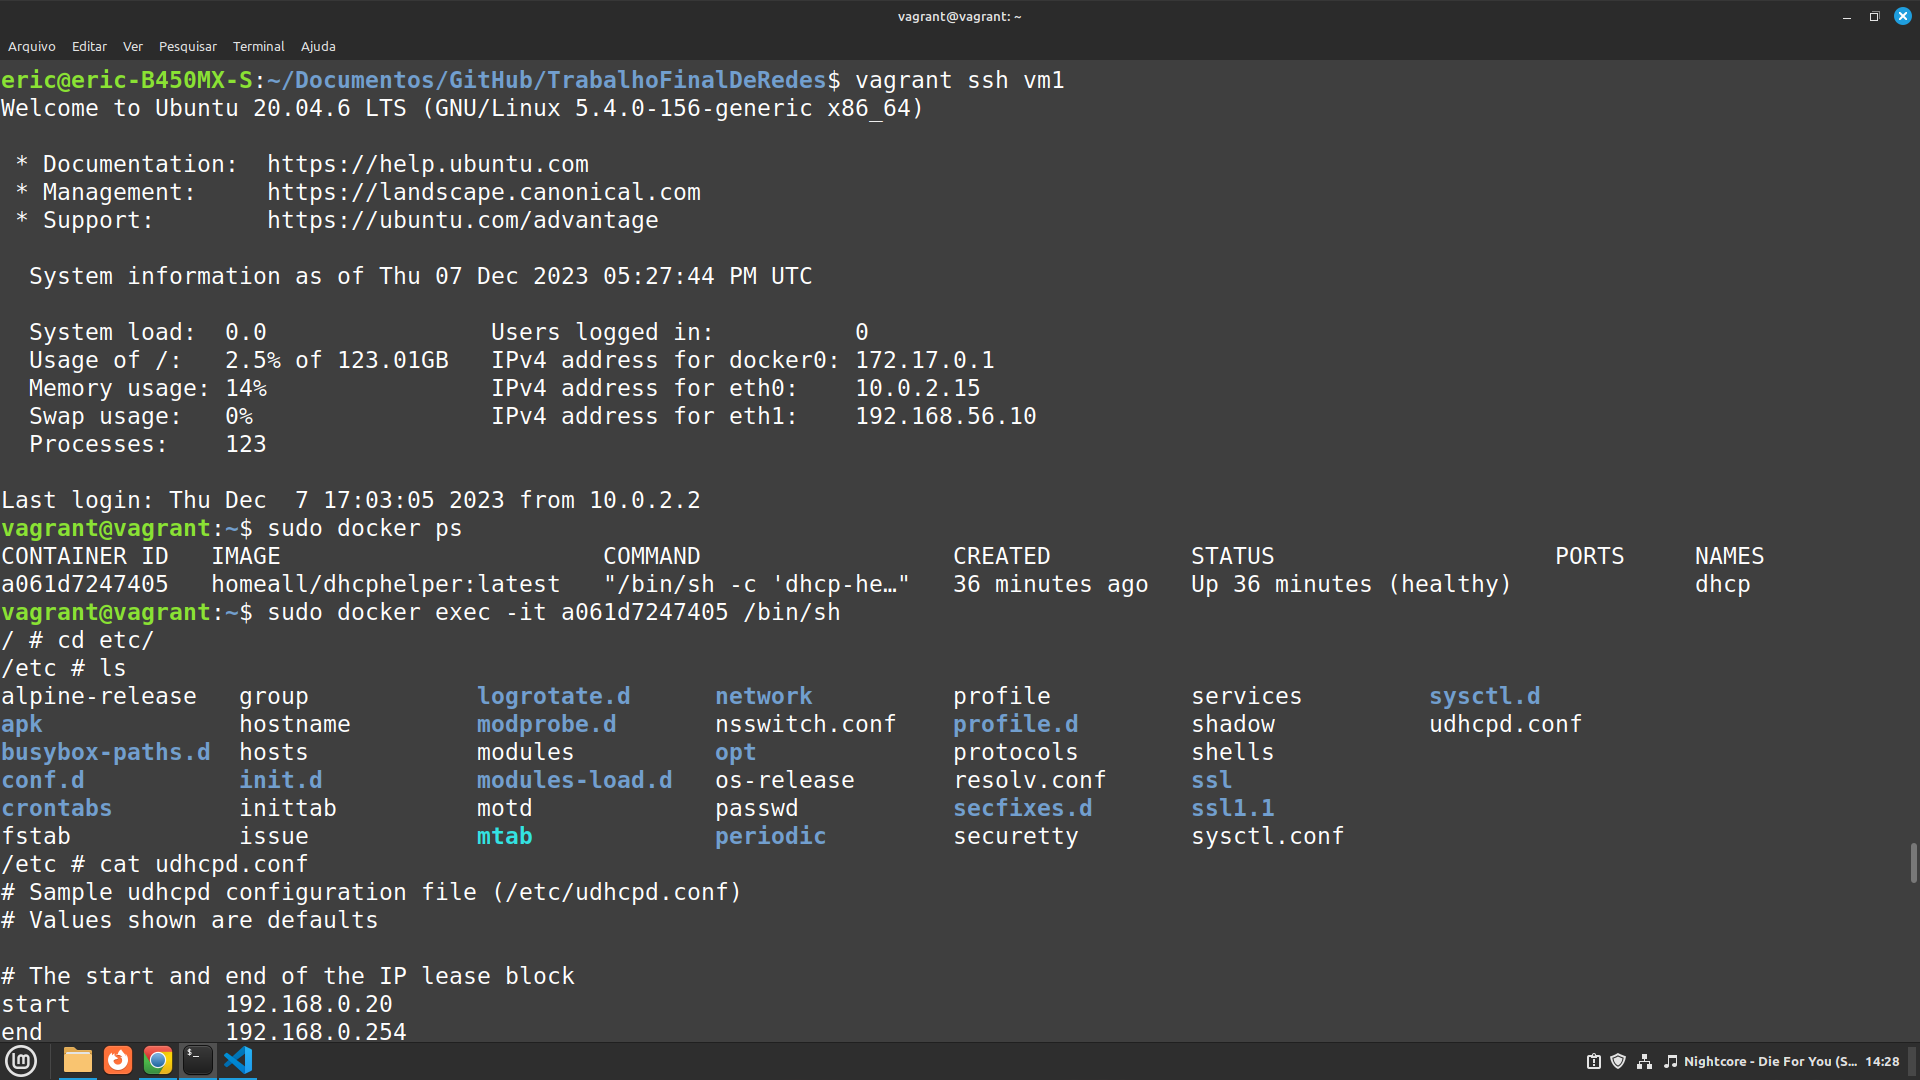 vagrant@vagrant: ~
Arquivo Editar Ver Pesquisar Terminal Ajuda
eric@eric-B450MX-S:~/Documentos/GitHub/TrabalhoFinalDeRedes$ vagrant ssh vm1
Welcome to Ubuntu 20.04.6 LTS (GNU/Linux 5.4.0-156-generic x86_64)
* Documentation: https://help.ubuntu.com
* Management: https://landscape.canonical.com
* Support: https://ubuntu.com/advantage
System information as of Thu 07 Dec 2023 05:27:44 PM UTC
System load: 0.0 Users logged in: 0
Usage of /: 2.5% of 123.01GB IPv4 address for docker0: 172.17.0.1
Memory usage: 14% IPv4 address for eth0: 10.0.2.15
Swap usage: 0% IPv4 address for eth1: 192.168.56.10
Processes: 123
Last login: Thu Dec  7 17:03:05 2023 from 10.0.2.2
vagrant@vagrant:~$ sudo docker ps
CONTAINER ID IMAGE COMMAND CREATED STATUS PORTS NAMES
a061d7247405 homeall/dhcphelper:latest "/bin/sh -c 'dhcp-he…" 36 minutes ago Up 36 minutes (healthy) dhcp
vagrant@vagrant:~$ sudo docker exec -it a061d7247405 /bin/sh
/ # cd etc/
/etc # ls
alpine-release group logrotate.d network profile services sysctl.d
apk hostname modprobe.d nsswitch.conf profile.d shadow udhcpd.conf
busybox-paths.d hosts modules opt protocols shells
conf.d init.d modules-load.d os-release resolv.conf ssl
crontabs inittab motd passwd secfixes.d ssl1.1
fstab issue mtab periodic securetty sysctl.conf
/etc # cat udhcpd.conf
# Sample udhcpd configuration file (/etc/udhcpd.conf)
# Values shown are defaults
# The start and end of the IP lease block
start 192.168.0.20
end 192.168.0.254
Nightcore - Die For You (S... 14:28